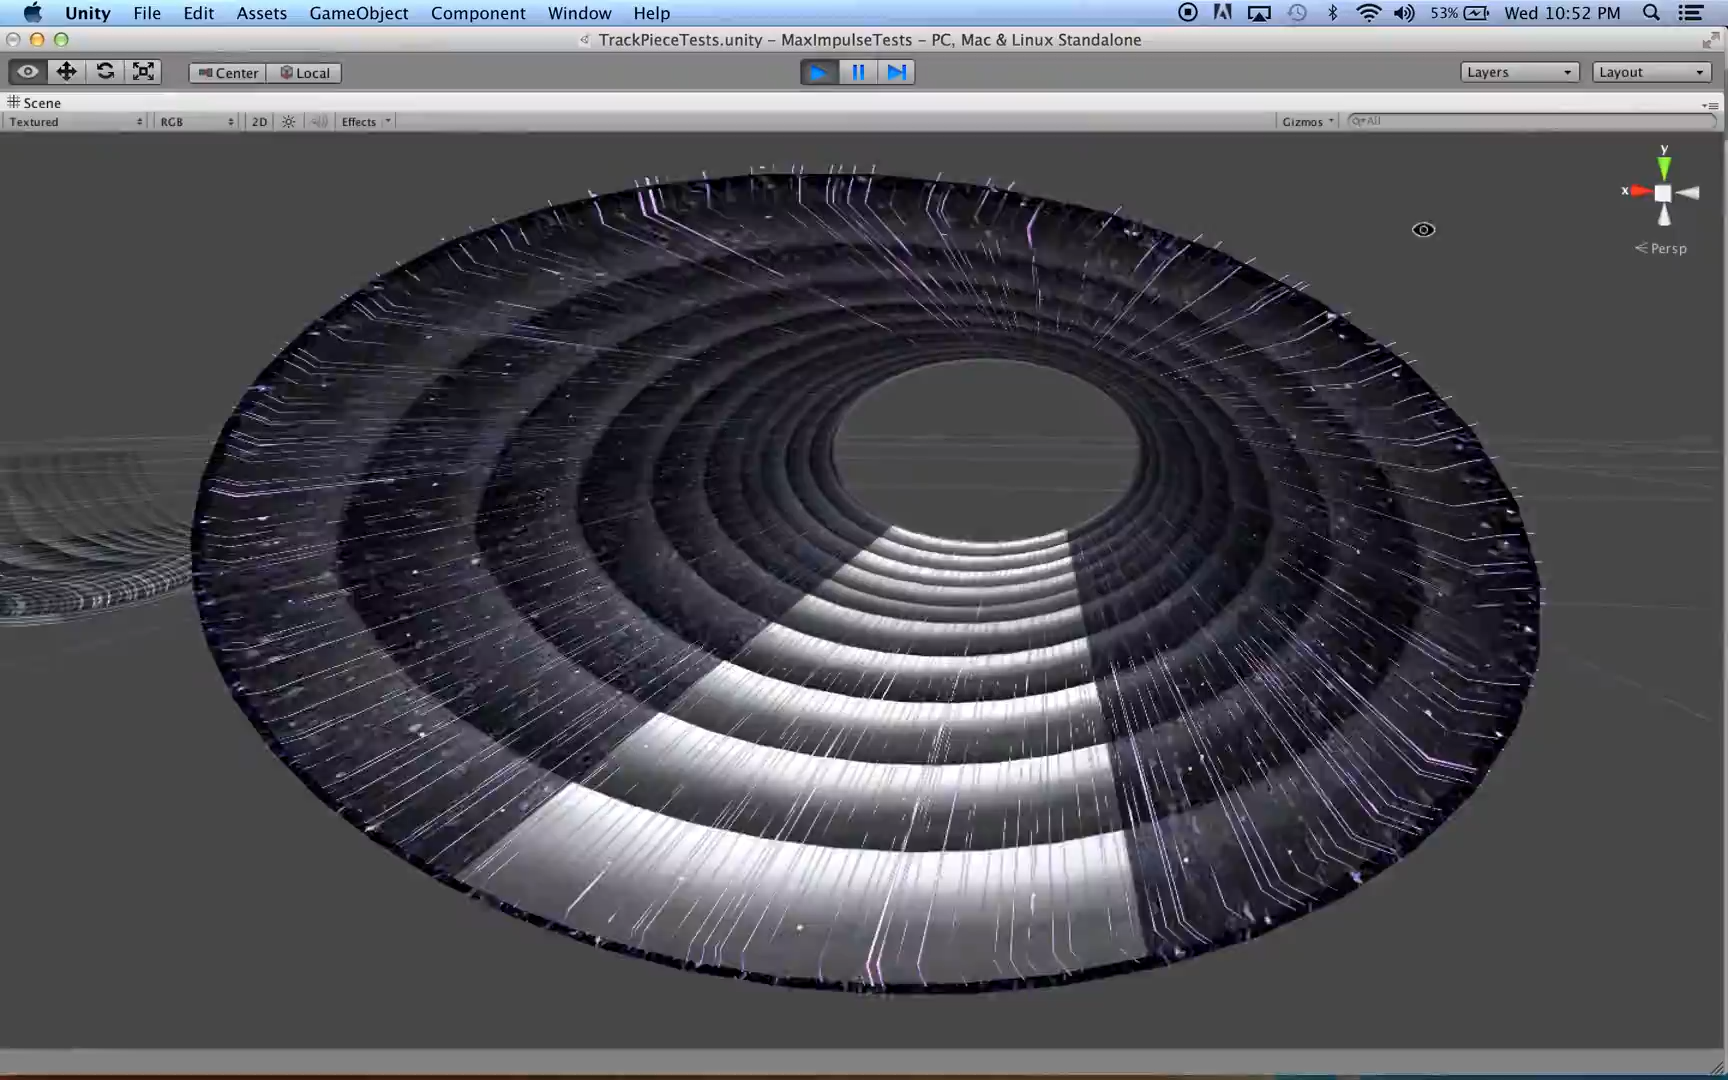 Unity File Edit Assets GameObject Component Window Help 53% Wed 10:52 PM
TrackPieceTests.unity – MaxImpulseTests – PC, Mac & Linux Standalone
Center Local Layers Layout
Scene
Textured RGB 2D Effects Gizmos All
y
x
Persp